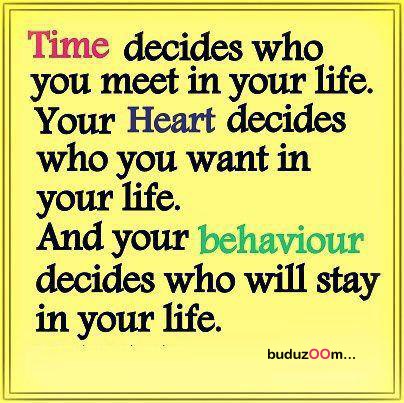 Time decides who
you meet in your life.
Your Heart decides
who you want in
your life.
And your behaviour
decides who will stay
in your life.
buduzOOm...